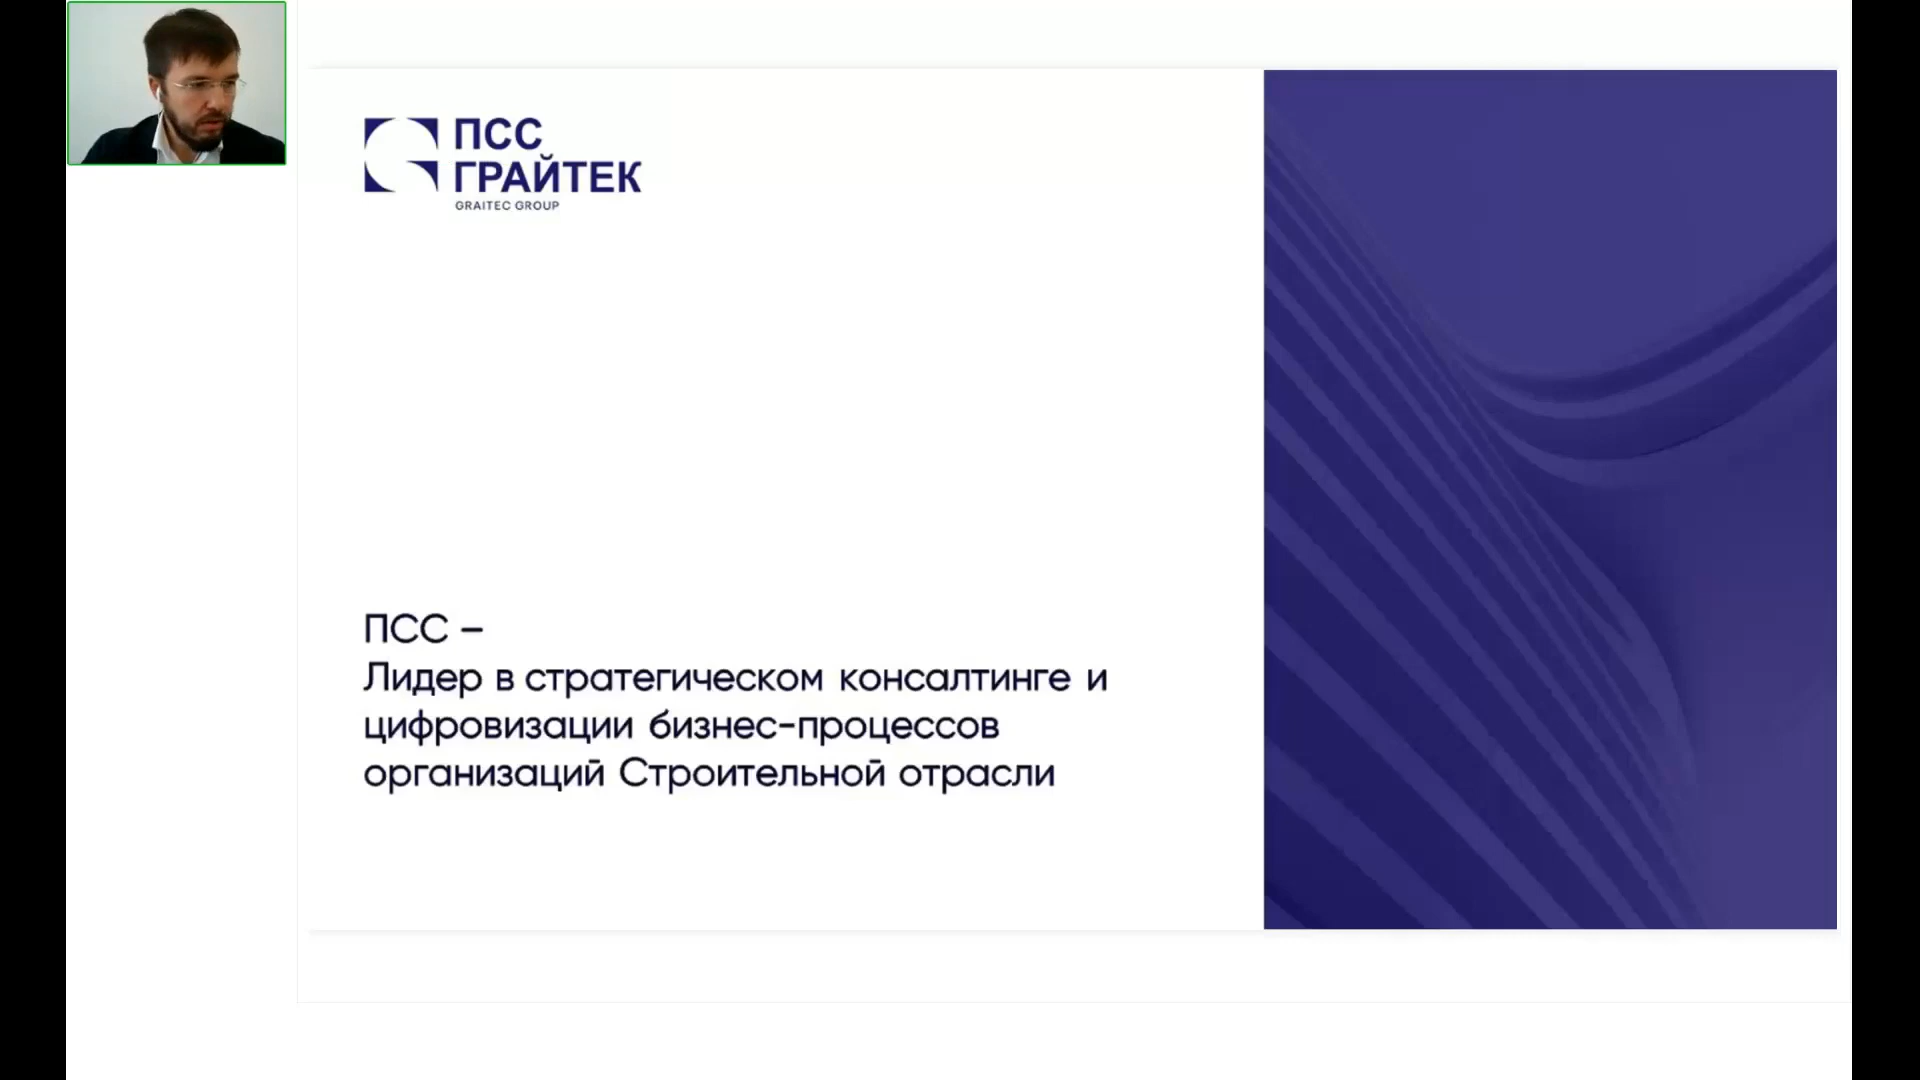 ПСС
ГРАЙТЕК
GRAITEC GROUP
ПСС –
Лидер в стратегическом консалтинге и
цифровизации бизнес-процессов
организаций Строительной отрасли